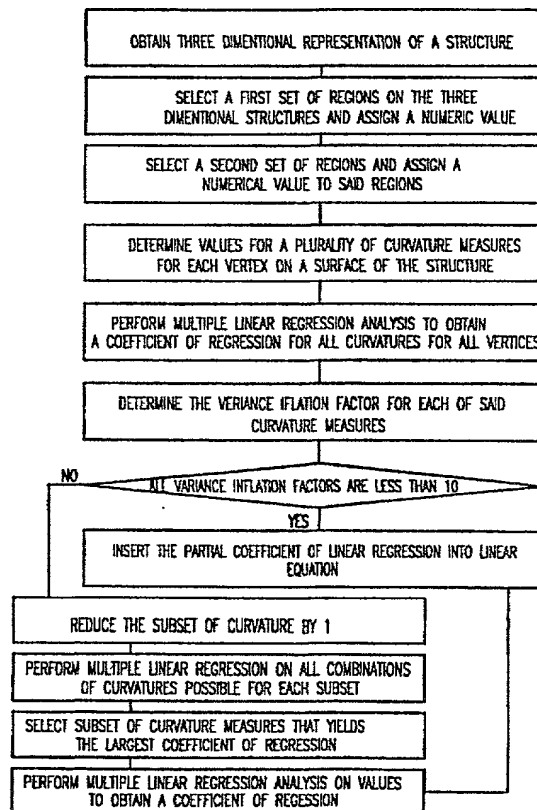 OBTAIN THREE DIMENTIONAL REPRESENTATION OF A STRUCTURE
SELECT A FIRST SET OF REGIONS ON THE THREE
DIMENTIONAL STRUCTURES AND ASSIGN A NUMERIC VALUE
SELECT A SECOND SET OF REGIONS AND ASSIGN A
NUMERICAL VALUE TO SAID REGIONS
DETERMINE VALUES FOR A PLURALITY OF CURVATURE MEASURES
FOR EACH VERTEX ON A SURFACE OF THE STRUCTURE
PERFORM MULTIPLE LINEAR REGRESSION ANALYSIS TO OBTAIN
A COEFFICIENT OF REGRESSION FOR ALL CURVATURES FOR ALL VERTICES
DETERMINE THE VERIANCE IFLATION FACTOR FOR EACH OF SAID
CURVATURE MEASURES
NO
ALL VARIANCE INFLATION FACTORS ARE LESS THAN 10
YES
INSERT THE PARTIAL COEFFICIENT OF LINEAR REGRESSION INTO LINEAR
EQUATION
REDUCE THE SUBSET OF CURVATURE BY 1
PERFORM MULTIPLE LINEAR REGRESSION ON ALL COMBINATIONS
OF CURVATURES POSSIBLE FOR EACH SUBSET
SELECT SUBSET OF CURVATURE MEASURES THAT YIELDS
THE LARGEST COEFFICIENT OF REGRESSION
PERFORM MULTIPLE LINEAR REGRESSION ANALYSIS ON VALUES
TO OBTAIN A COEFFICIENT OF REGESSION